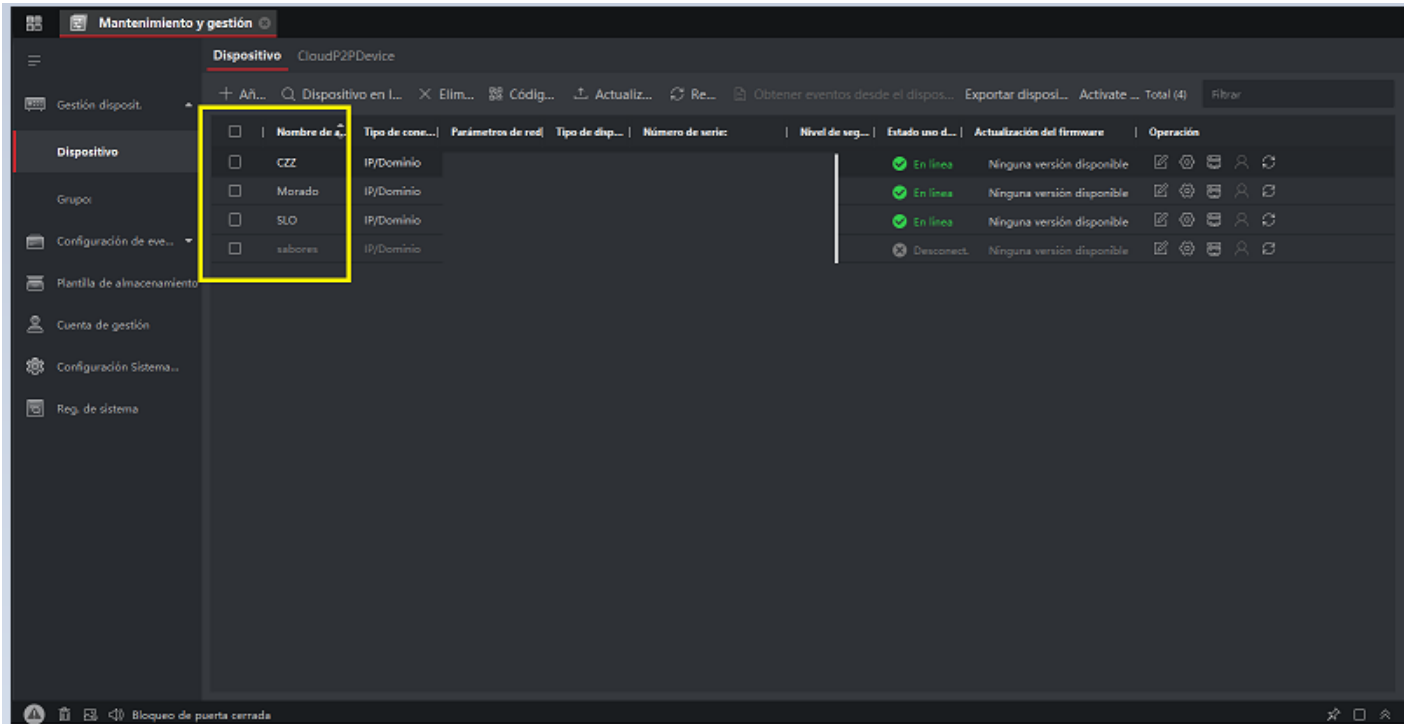 Mantenimiento y gestión
Dispositivo CloudP2PDevice
Gestión disposit.
Añ... Dispositivo en l... Elim... Códig... Actualiz... Re... Obtener eventos desde el dispos... Exportar disposi... Activate ... Total (4) Filtrar
Nombre de a... Tipo de cone... Parámetros de red Tipo de disp... Número de serie: Nivel de seg... Estado uso d... Actualización del firmware Operación
Dispositivo
CZZ IP/Dominio En línea Ninguna versión disponible
Morado IP/Dominio En línea Ninguna versión disponible
Grupo:
SLO IP/Dominio En línea Ninguna versión disponible
Configuración de eve...
sabores IP/Dominio Desconect. Ninguna versión disponible
Plantilla de almacenamiento
Cuenta de gestión
Configuración Sistema...
Reg. de sistema
Bloqueo de puerta cerrada